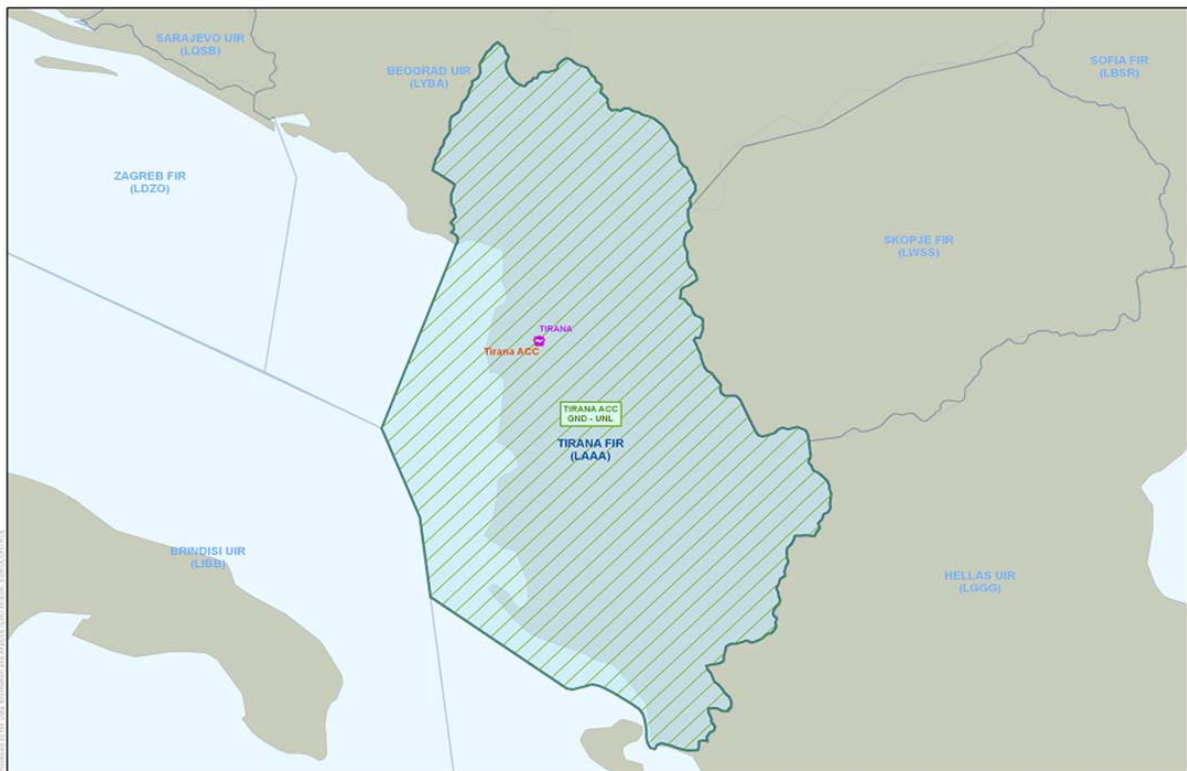 SARAJEVO UIR
(LQSB)
BEOGRAD UIR
(LYBA)
SOFIA FIR
(LBSR)
ZAGREB FIR
(LDZO)
SKOPJE FIR
(LWSS)
TIRANA
Tirana ACC
TIRANA ACC
GND - UNL
TIRANA FIR
(LAAA)
BRINDISI UIR
(LIBB)
HELLAS UIR
(LGGG)